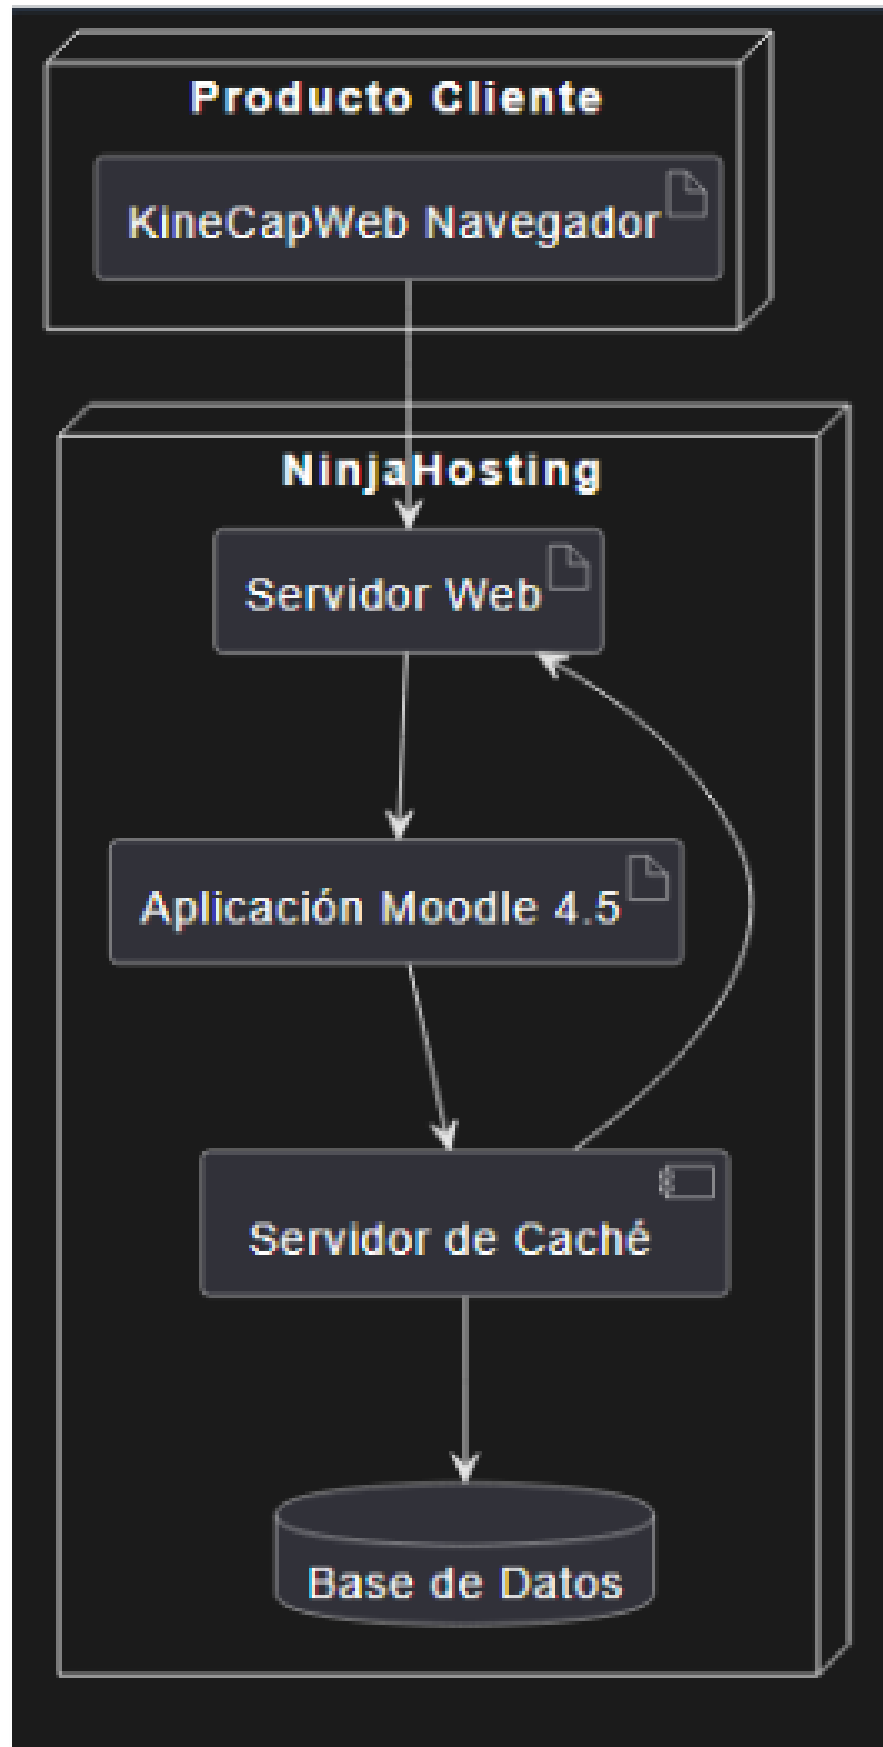 Producto Cliente
KineCapWeb Navegador
NinjaHosting
Servidor Web
Aplicación Moodle 4.5
Servidor de Caché
Base de Datos